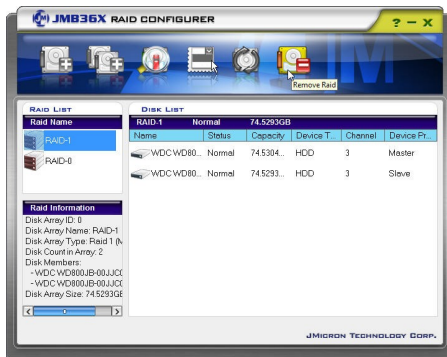 JMB36X RAID CONFIGURER
? – X
Remove Raid
RAID LIST
Raid Name
RAID-1
RAID-0
DISK LIST
RAID-1 Normal 74.5293GB
Name Status Capacity Device T... Channel Device Pr...
WDC WD80... Normal 74.5304... HDD 3 Master
WDC WD80... Normal 74.5293... HDD 3 Slave
Raid Information
Disk Array ID: 0
Disk Array Name: RAID-1
Disk Array Type: Raid 1 (M
Disk Count in Array: 2
Disk Members:
- WDC WD800JB-00JJC0
- WDC WD800JB-00JJC0
Disk Array Size: 74.5293GB
JMICRON TECHNOLOGY CORP.